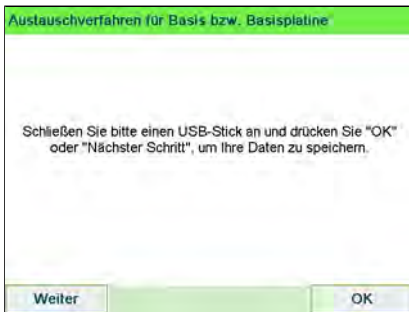 Austauschverfahren für Basis bzw. Basisplatine
Schließen Sie bitte einen USB-Stick an und drücken Sie "OK"
oder "Nächster Schritt", um Ihre Daten zu speichern.
Weiter
OK